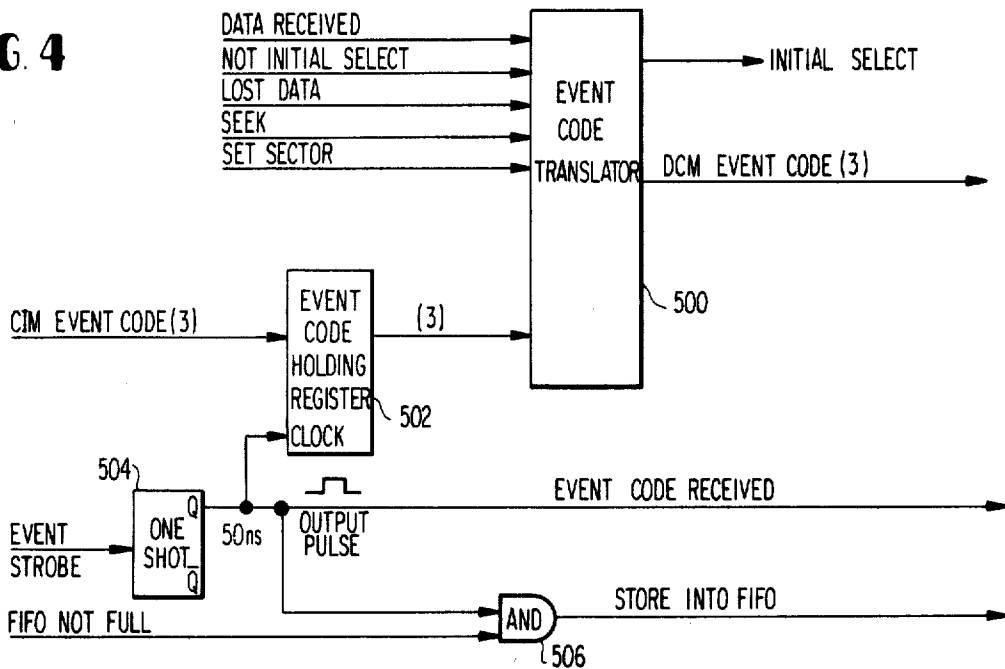 G. 4
DATA RECEIVED
NOT INITIAL SELECT
LOST DATA
SEEK
SET SECTOR
EVENT
CODE
TRANSLATOR
INITIAL SELECT
DCM EVENT CODE (3)
500
CIM EVENT CODE (3)
EVENT
CODE
HOLDING
REGISTER
CLOCK
(3)
502
504
EVENT
STROBE
ONE
SHOT
Q
Q̅
50ns
OUTPUT
PULSE
EVENT CODE RECEIVED
FIFO NOT FULL
AND
506
STORE INTO FIFO